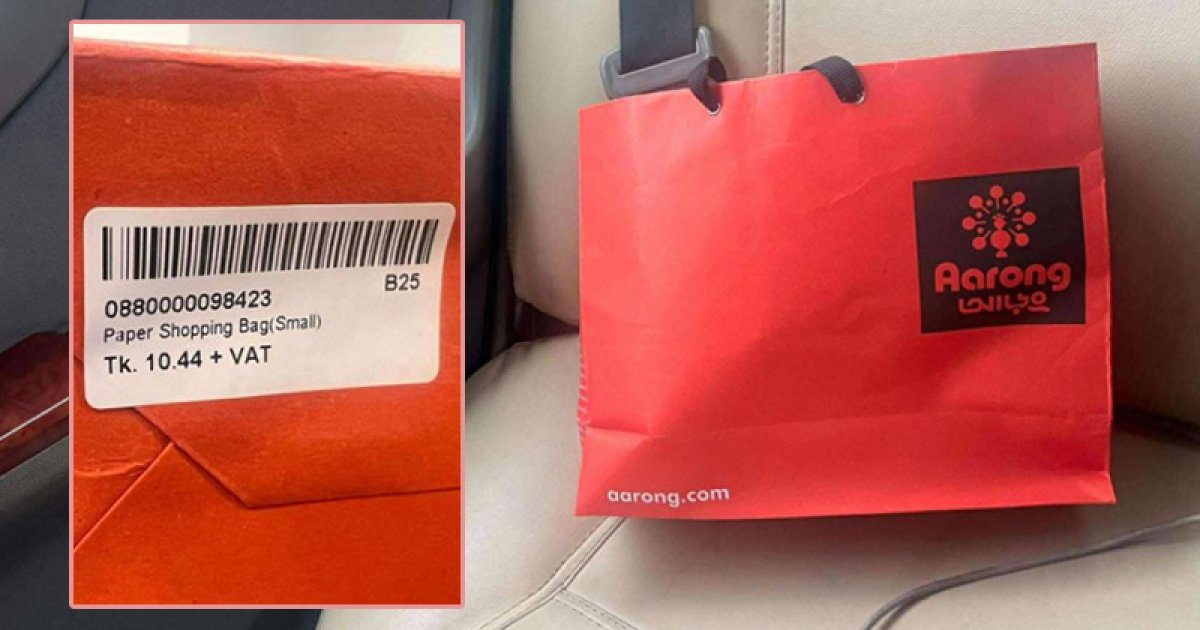 0880000098423
B25
Paper Shopping Bag(Small)
Tk. 10.44 + VAT
Aarong
আড়ং
aarong.com